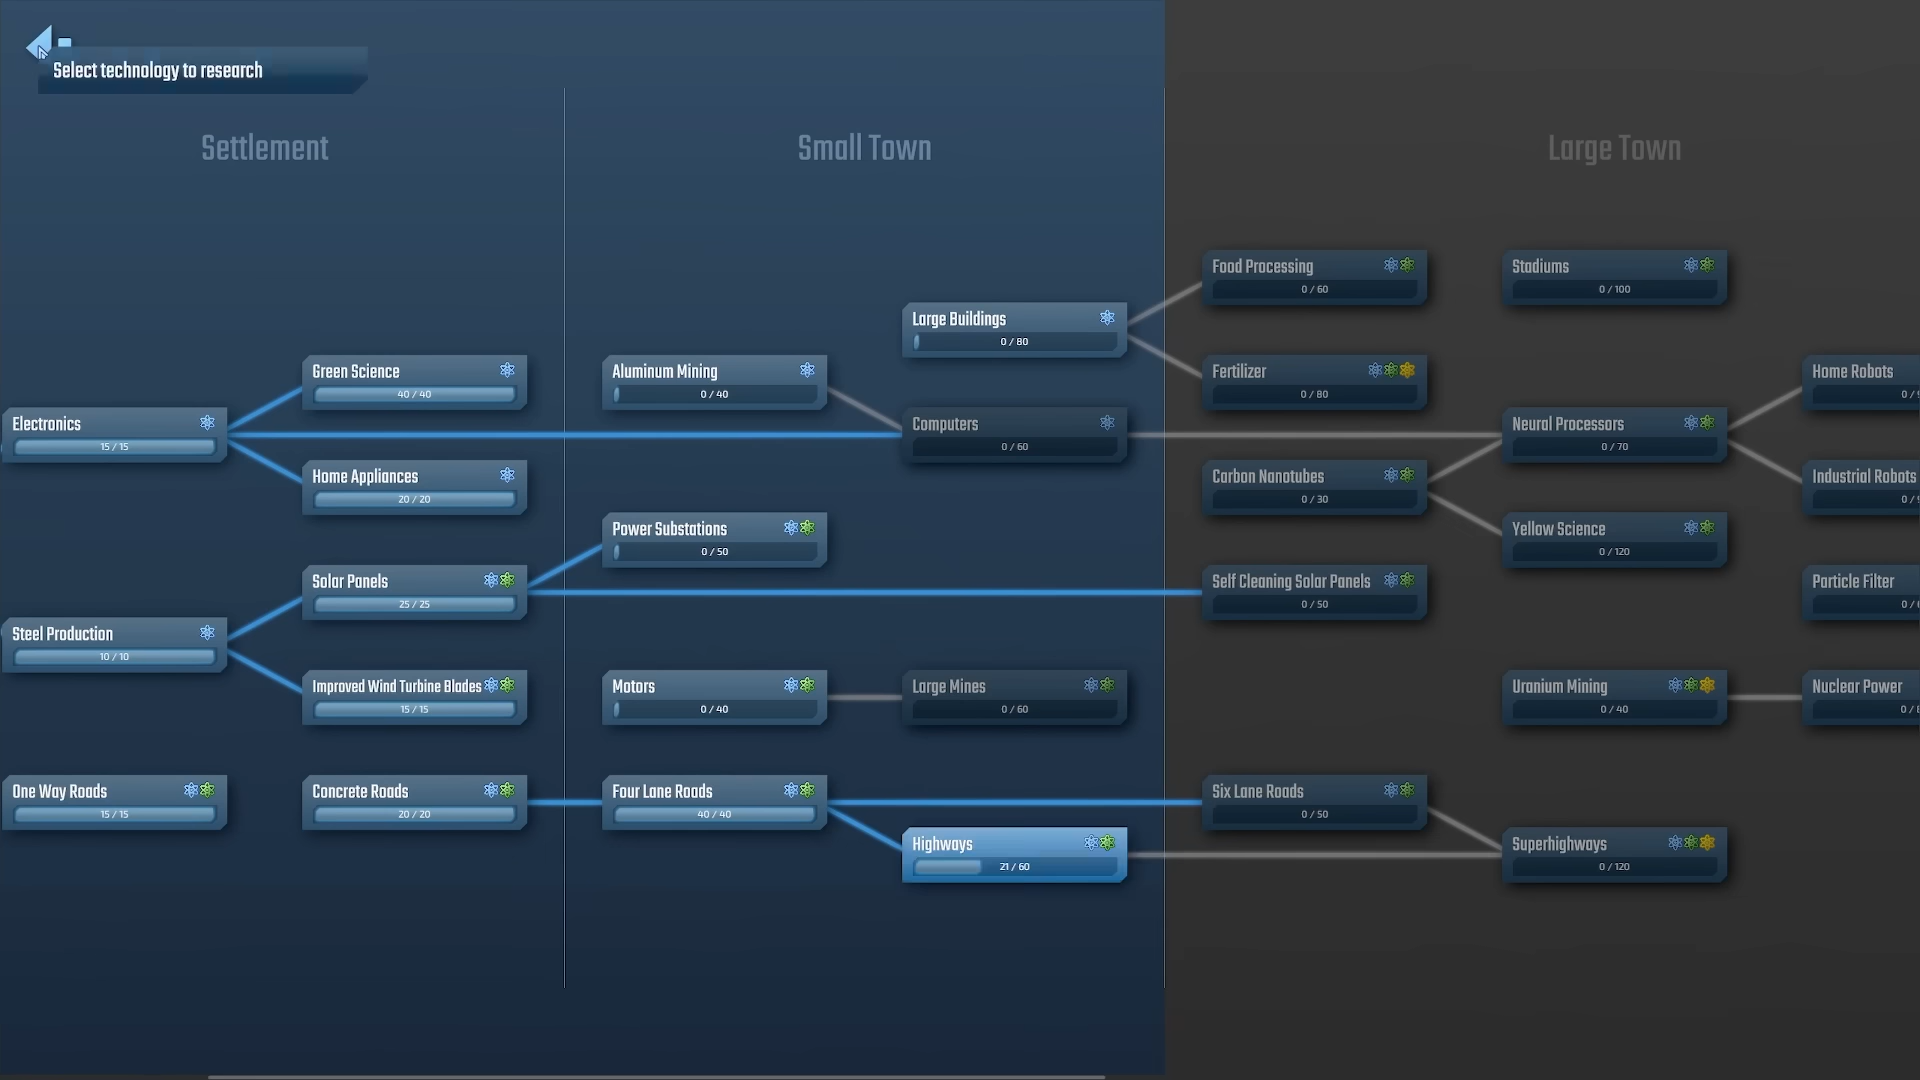 Select technology to research
Settlement
Small Town
Large Town
Food Processing
0 / 60
Stadiums
0 / 100
Large Buildings
0 / 80
Green Science
40 / 40
Aluminum Mining
0 / 40
Fertilizer
0 / 80
Home Robots
Electronics
15 / 15
Computers
0 / 60
Neural Processors
0 / 70
Home Appliances
20 / 20
Carbon Nanotubes
0 / 30
Industrial Robots
Power Substations
0 / 50
Yellow Science
0 / 120
Solar Panels
25 / 25
Self Cleaning Solar Panels
0 / 50
Particle Filter
Steel Production
10 / 10
Improved Wind Turbine Blades
15 / 15
Motors
0 / 40
Large Mines
0 / 60
Uranium Mining
0 / 40
Nuclear Power
One Way Roads
15 / 15
Concrete Roads
20 / 20
Four Lane Roads
40 / 40
Six Lane Roads
0 / 50
Highways
21 / 60
Superhighways
0 / 120